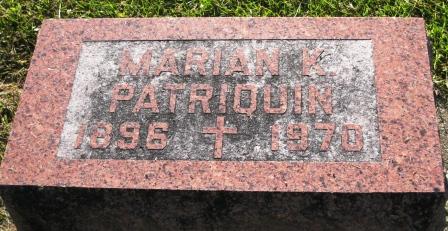 MARIAN K.
PATRIQUIN
1896 ✝ 1970